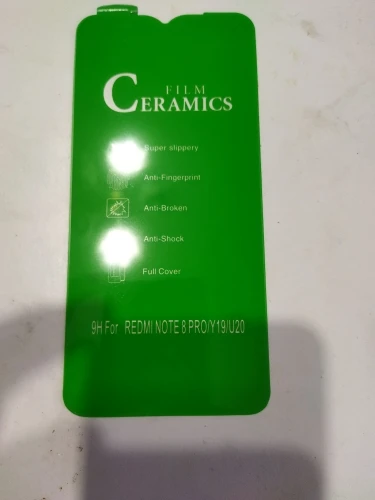 FILM
CERAMICS
Super slippery
Anti-Fingerprint
Anti-Broken
Anti-Shock
Full Cover
9H For REDMI NOTE 8 PRO/Y19/U20